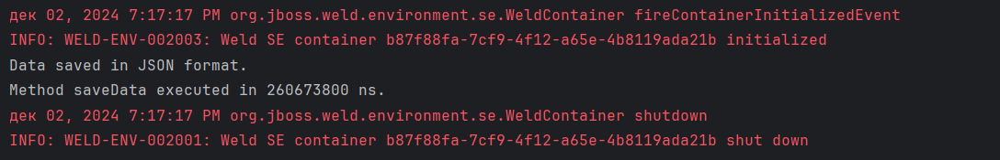 дек 02, 2024 7:17:17 PM org.jboss.weld.environment.se.WeldContainer fireContainerInitializedEvent
INFO: WELD-ENV-002003: Weld SE container b87f88fa-7cf9-4f12-a65e-4b8119ada21b initialized
Data saved in JSON format.
Method saveData executed in 260673800 ns.
дек 02, 2024 7:17:17 PM org.jboss.weld.environment.se.WeldContainer shutdown
INFO: WELD-ENV-002001: Weld SE container b87f88fa-7cf9-4f12-a65e-4b8119ada21b shut down